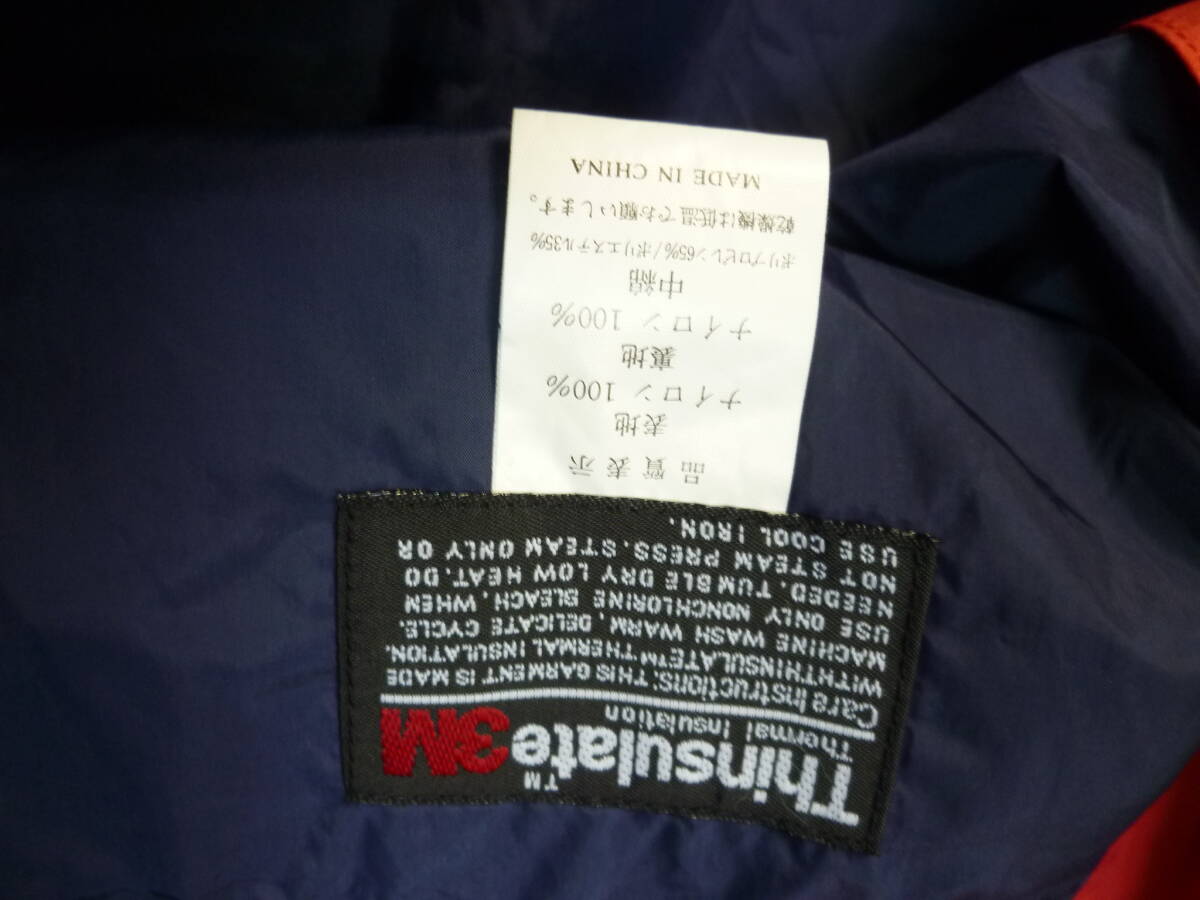 Thinsulate™ 3M
Thermal Insulation
Care Instructions: THIS GARMENT IS MADE
WITH THINSULATE™ THERMAL INSULATION.
MACHINE WASH WARM, DELICATE CYCLE.
USE ONLY NONCHLORINE BLEACH, WHEN
NEEDED. TUMBLE DRY LOW HEAT. DO
NOT STEAM PRESS. STEAM ONLY OR
USE COOL IRON.
品質表示
表地
ナイロン 100%
裏地
ナイロン 100%
中綿
ポリプロピレン65%/ポリエステル35%
乾燥機は低温でお願いします。
MADE IN CHINA